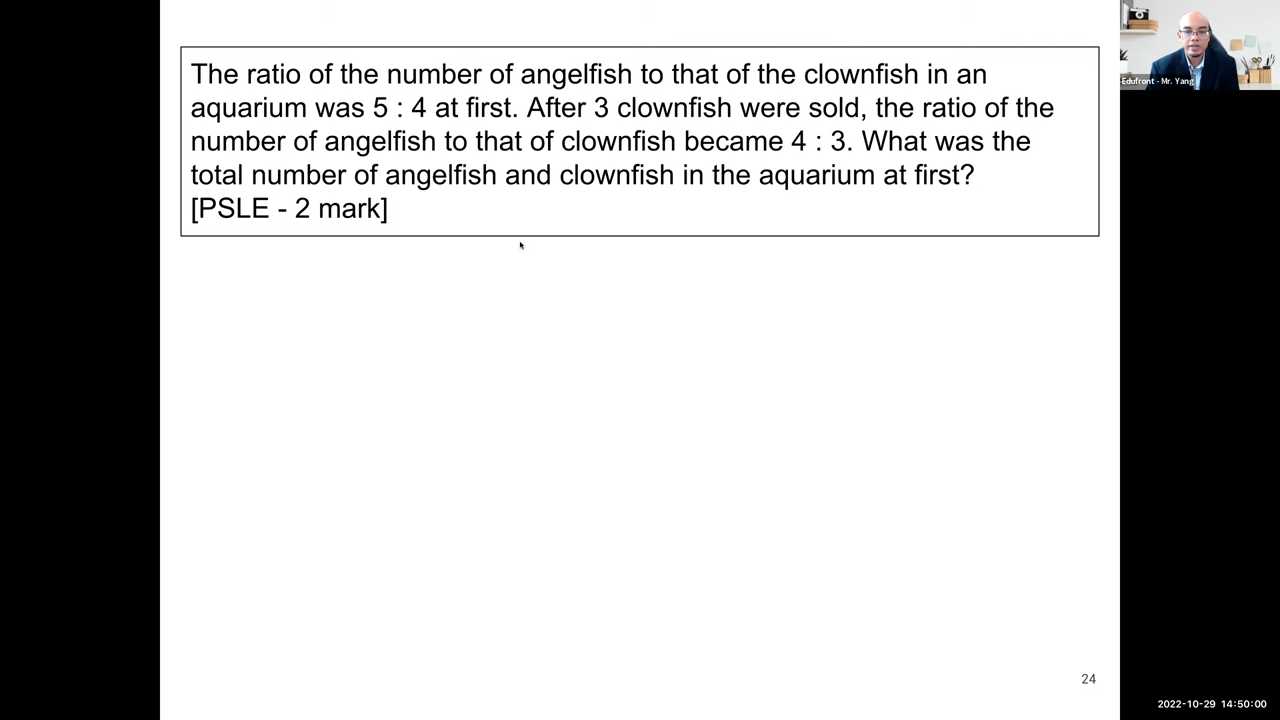 The ratio of the number of angelfish to that of the clownfish in an
aquarium was 5 : 4 at first. After 3 clownfish were sold, the ratio of the
number of angelfish to that of clownfish became 4 : 3. What was the
total number of angelfish and clownfish in the aquarium at first?
[PSLE - 2 mark]
Edufront - Mr. Yang
24
2022-10-29 14:50:00